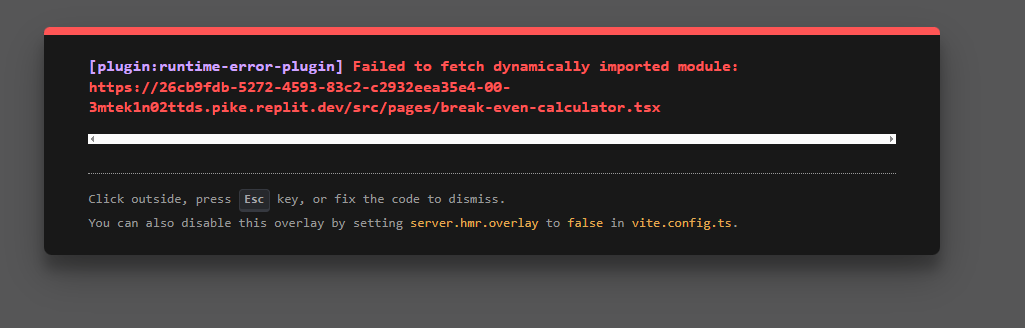 [plugin:runtime-error-plugin] Failed to fetch dynamically imported module:
https://26cb9fdb-5272-4593-83c2-c2932eea35e4-00-
3mtek1n02ttds.pike.replit.dev/src/pages/break-even-calculator.tsx
Click outside, press Esc key, or fix the code to dismiss.
You can also disable this overlay by setting server.hmr.overlay to false in vite.config.ts.